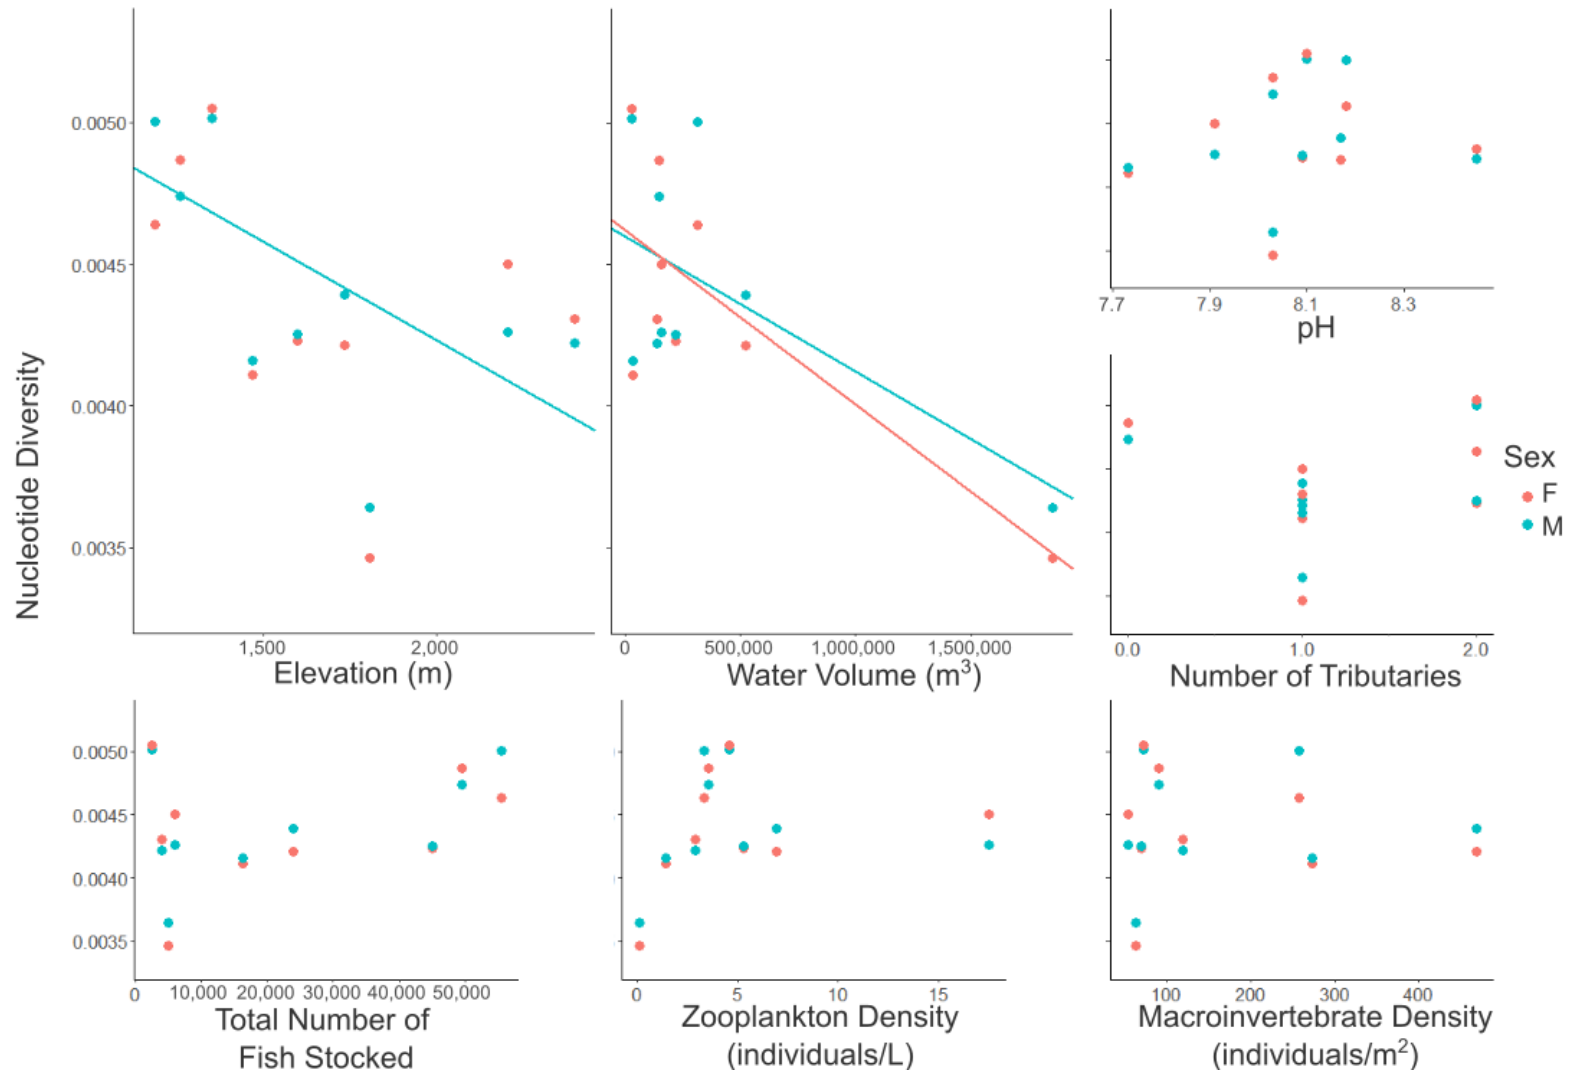 Nucleotide Diversity
0.0050
0.0045
0.0040
0.0035
1,500
2,000
Elevation (m)
0
500,000
1,000,000
1,500,000
Water Volume (m³)
7.7
7.9
8.1
8.3
pH
0.0
1.0
2.0
Number of Tributaries
Sex
F
M
0.0050
0.0045
0.0040
0.0035
0
10,000
20,000
30,000
40,000
50,000
Total Number of
Fish Stocked
0
5
10
15
Zooplankton Density
(individuals/L)
100
200
300
400
Macroinvertebrate Density
(individuals/m²)